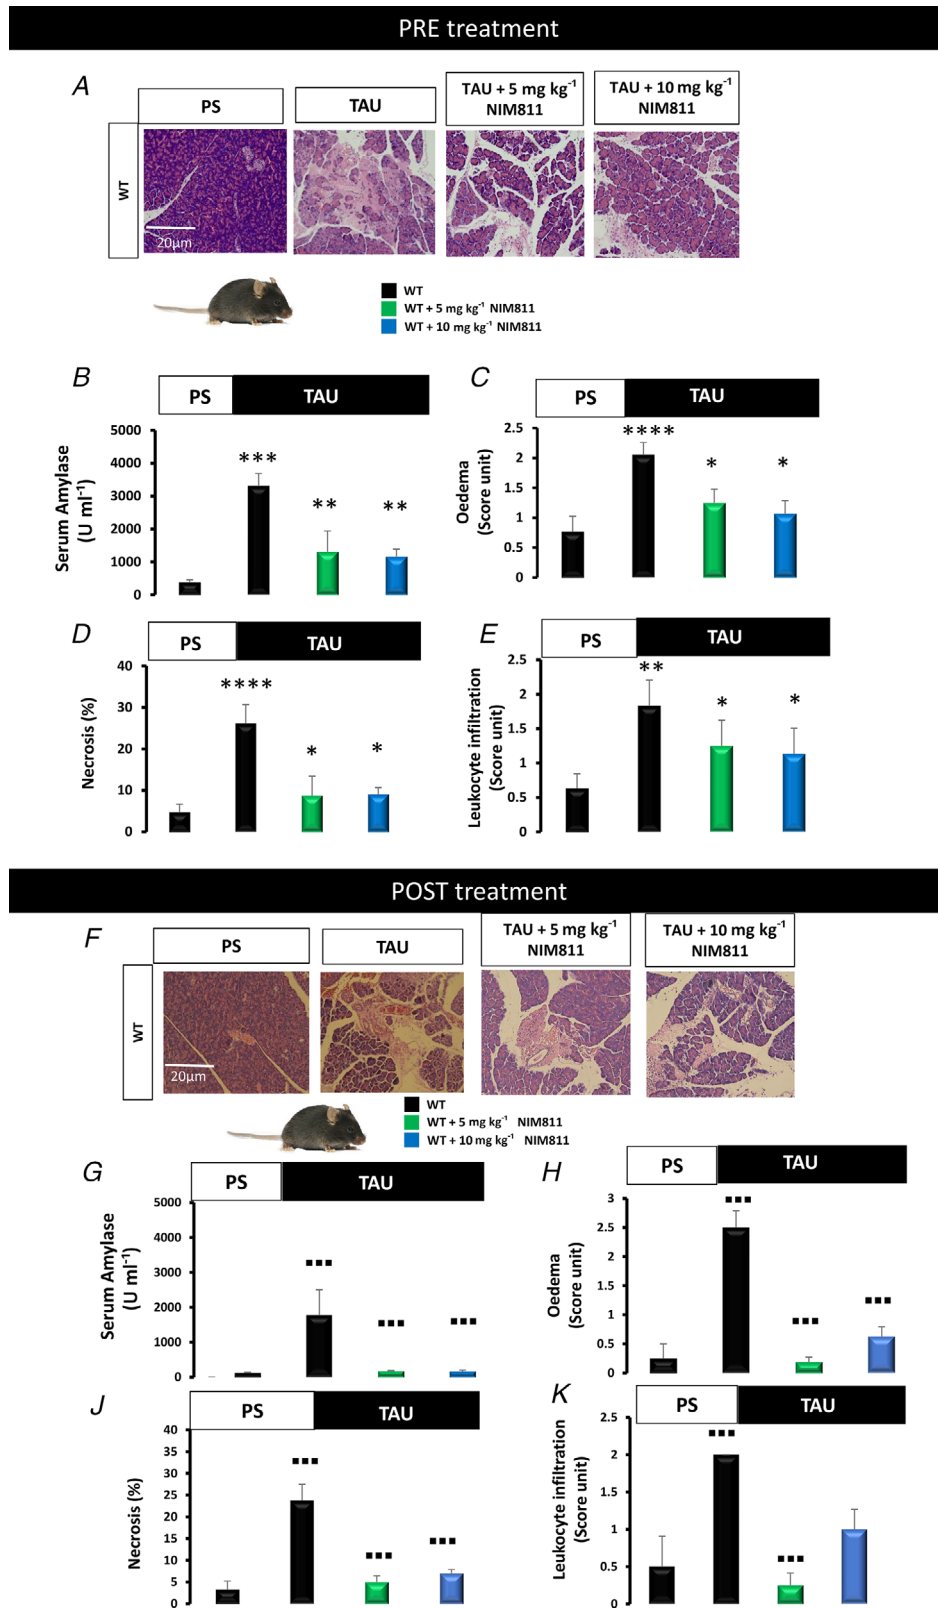 PRE treatment
A
PS
TAU
TAU + 5 mg kg⁻¹
NIM811
TAU + 10 mg kg⁻¹
NIM811
WT
20µm
WT
WT + 5 mg kg⁻¹ NIM811
WT + 10 mg kg⁻¹ NIM811
B
PS
TAU
Serum Amylase
(U ml⁻¹)
5000
4000
3000
2000
1000
0
***
**
**
C
PS
TAU
Oedema
(Score unit)
2.5
2
1.5
1
0.5
0
****
*
*
D
PS
TAU
Necrosis (%)
40
30
20
10
0
****
*
*
E
PS
TAU
Leukocyte infiltration
(Score unit)
2.5
2
1.5
1
0.5
0
**
*
*
POST treatment
F
PS
TAU
TAU + 5 mg kg⁻¹
NIM811
TAU + 10 mg kg⁻¹
NIM811
WT
20µm
WT
WT + 5 mg kg⁻¹ NIM811
WT + 10 mg kg⁻¹ NIM811
G
PS
TAU
Serum Amylase
(U ml⁻¹)
5000
4000
3000
2000
1000
0
▪▪▪
▪▪▪
▪▪▪
H
PS
TAU
Oedema
(Score unit)
3
2.5
2
1.5
1
0.5
0
▪▪▪
▪▪▪
▪▪▪
J
PS
TAU
Necrosis (%)
40
35
30
25
20
15
10
5
0
▪▪▪
▪▪▪
▪▪▪
K
PS
TAU
Leukocyte infiltration
(Score unit)
2.5
2
1.5
1
0.5
0
▪▪▪
▪▪▪